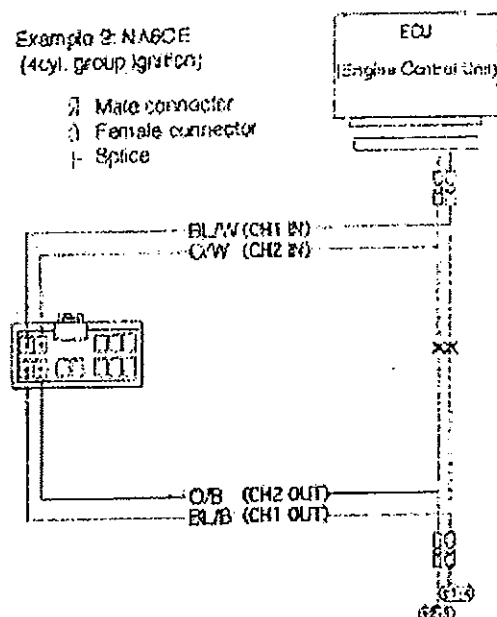 Example 2: NA6CE
(4cyl. group ignition)
Male connector
Female connector
Splice
ECU
(Engine Control Unit)
BL/W (CH1 IN)
O/W (CH2 IN)
O/B (CH2 OUT)
BL/B (CH1 OUT)